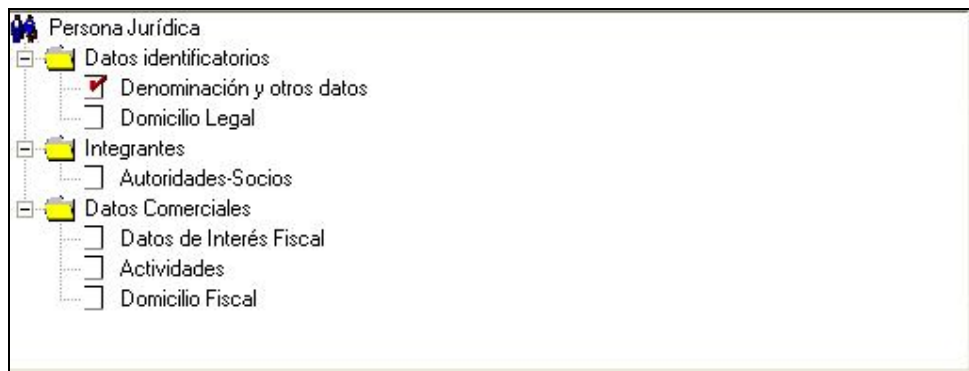 Persona Jurídica
Datos identificatorios
Denominación y otros datos
Domicilio Legal
Integrantes
Autoridades-Socios
Datos Comerciales
Datos de Interés Fiscal
Actividades
Domicilio Fiscal